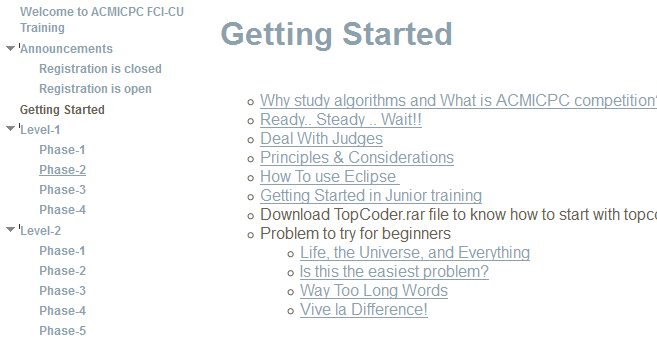 Welcome to ACMICPC FCI-CU
Training
Announcements
Registration is closed
Registration is open
Getting Started
Level-1
Phase-1
Phase-2
Phase-3
Phase-4
Level-2
Phase-1
Phase-2
Phase-3
Phase-4
Phase-5
Getting Started
Why study algorithms and What is ACMICPC competition
Ready.. Steady .. Wait!!
Deal With Judges
Principles & Considerations
How To use Eclipse
Getting Started in Junior training
Download TopCoder.rar file to know how to start with topco
Problem to try for beginners
Life, the Universe, and Everything
Is this the easiest problem?
Way Too Long Words
Vive la Difference!